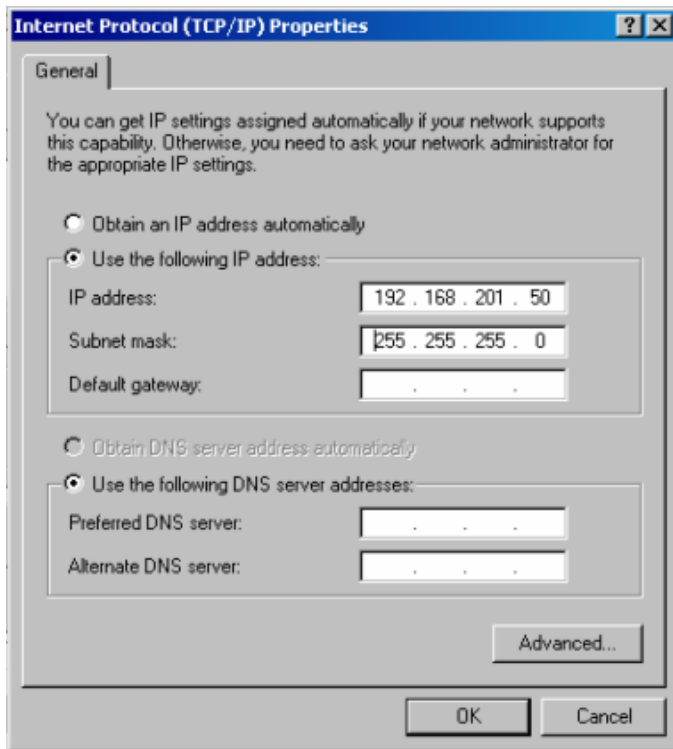 Internet Protocol (TCP/IP) Properties
General
You can get IP settings assigned automatically if your network supports
this capability. Otherwise, you need to ask your network administrator for
the appropriate IP settings.
Obtain an IP address automatically
Use the following IP address:
IP address: 192 . 168 . 201 . 50
Subnet mask: 255 . 255 . 255 . 0
Default gateway: . . .
Obtain DNS server address automatically
Use the following DNS server addresses:
Preferred DNS server: . . .
Alternate DNS server: . . .
Advanced...
OK Cancel